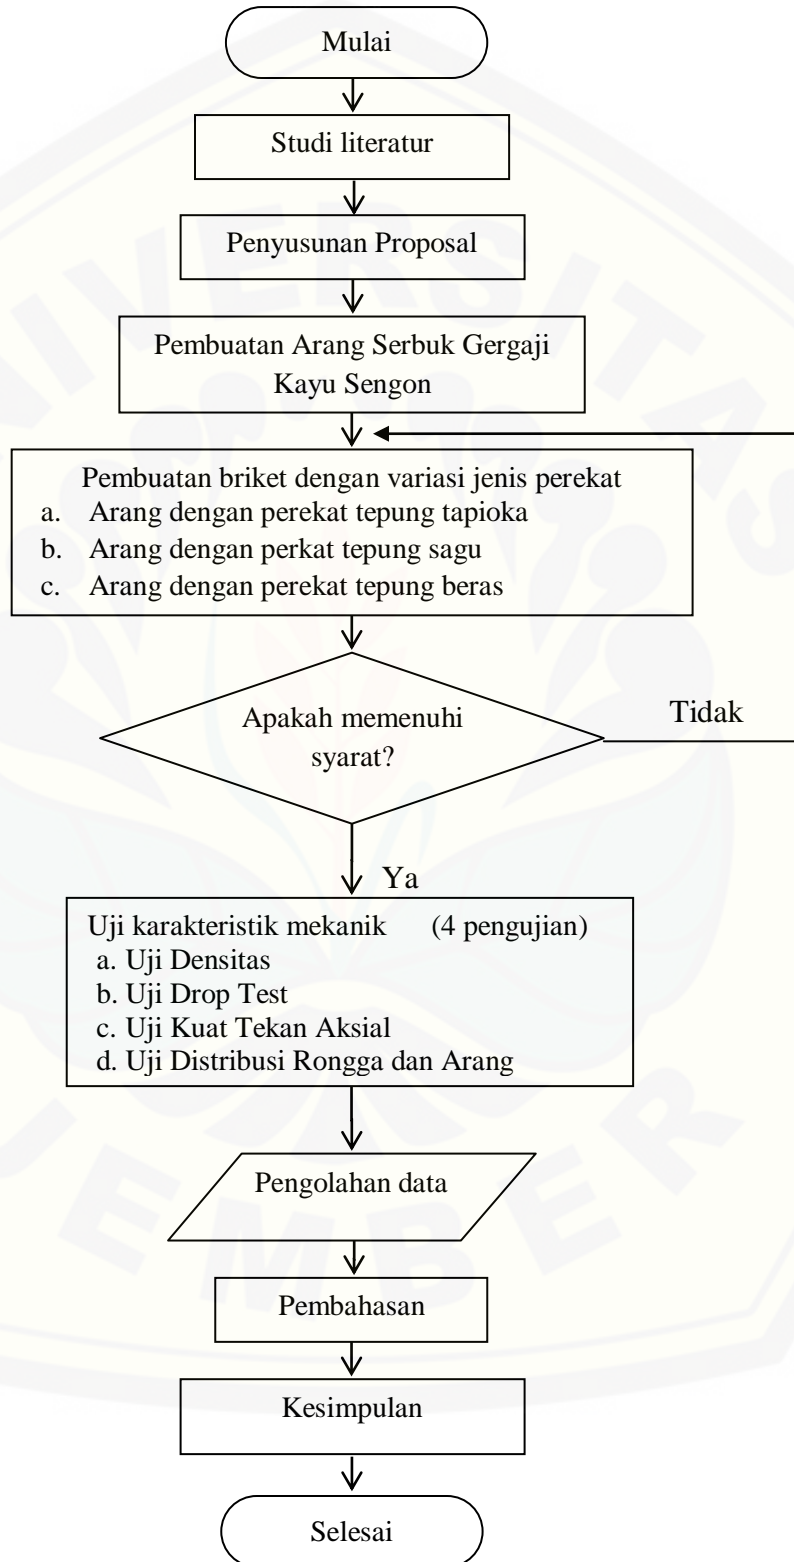 Mulai
Studi literatur
Penyusunan Proposal
Pembuatan Arang Serbuk Gergaji
Kayu Sengon
Pembuatan briket dengan variasi jenis perekat
a. Arang dengan perekat tepung tapioka
b. Arang dengan perkat tepung sagu
c. Arang dengan perekat tepung beras
Apakah memenuhi
syarat?
Tidak
Ya
Uji karakteristik mekanik (4 pengujian)
a. Uji Densitas
b. Uji Drop Test
c. Uji Kuat Tekan Aksial
d. Uji Distribusi Rongga dan Arang
Pengolahan data
Pembahasan
Kesimpulan
Selesai
UNIVERSITAS
JEMBER